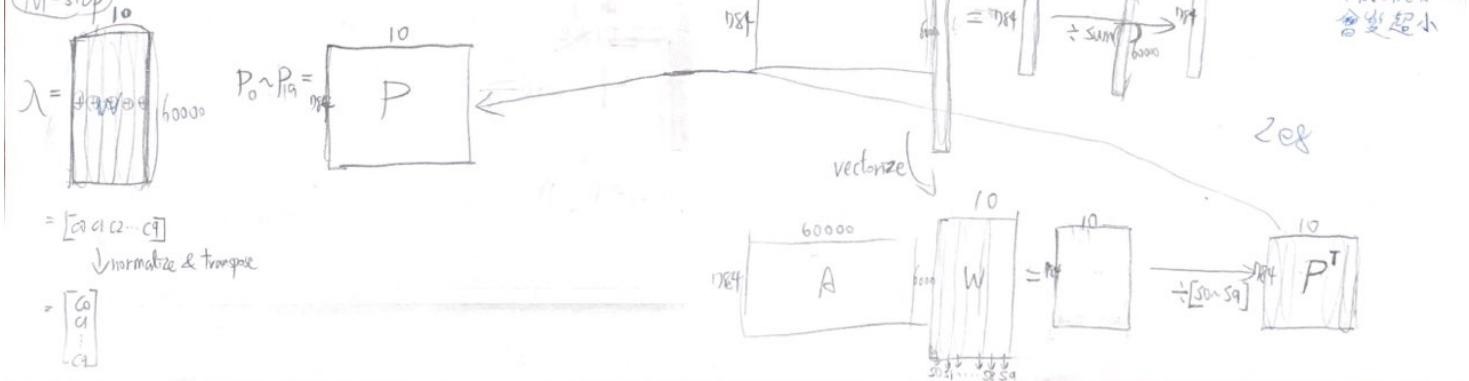 10
λ =
W
60000
= [c0 c1 c2 ... c9]
↓ normalize & transpose
= [c0 c1 ⋮ c9]
P₀ ~ P₁₉ =
10
784
P
784
= 784
÷ sum
60000
784
會變超小
2e8
vectorize
60000
784
A
10
W
= 784
10
÷[s0~s9]
10
784
Pᵀ
s0 s1 ... s8 s9